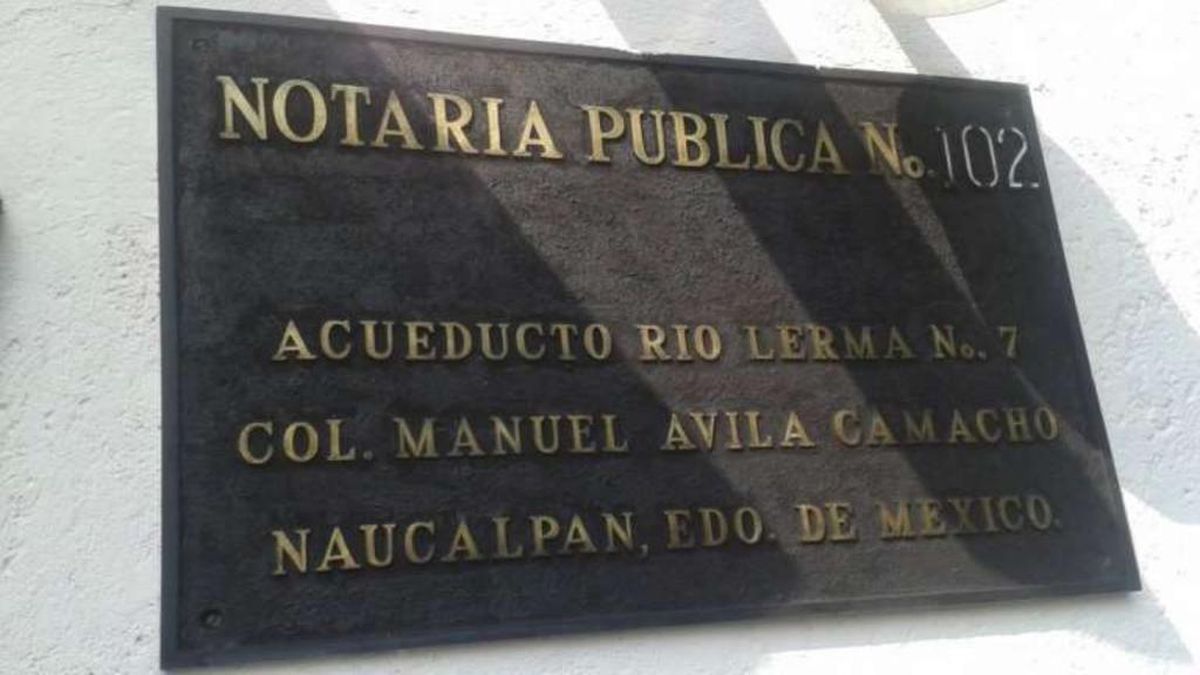 NOTARIA PUBLICA No. 102
ACUEDUCTO RIO LERMA No. 7
COL. MANUEL AVILA CAMACHO
NAUCALPAN, EDO. DE MEXICO.